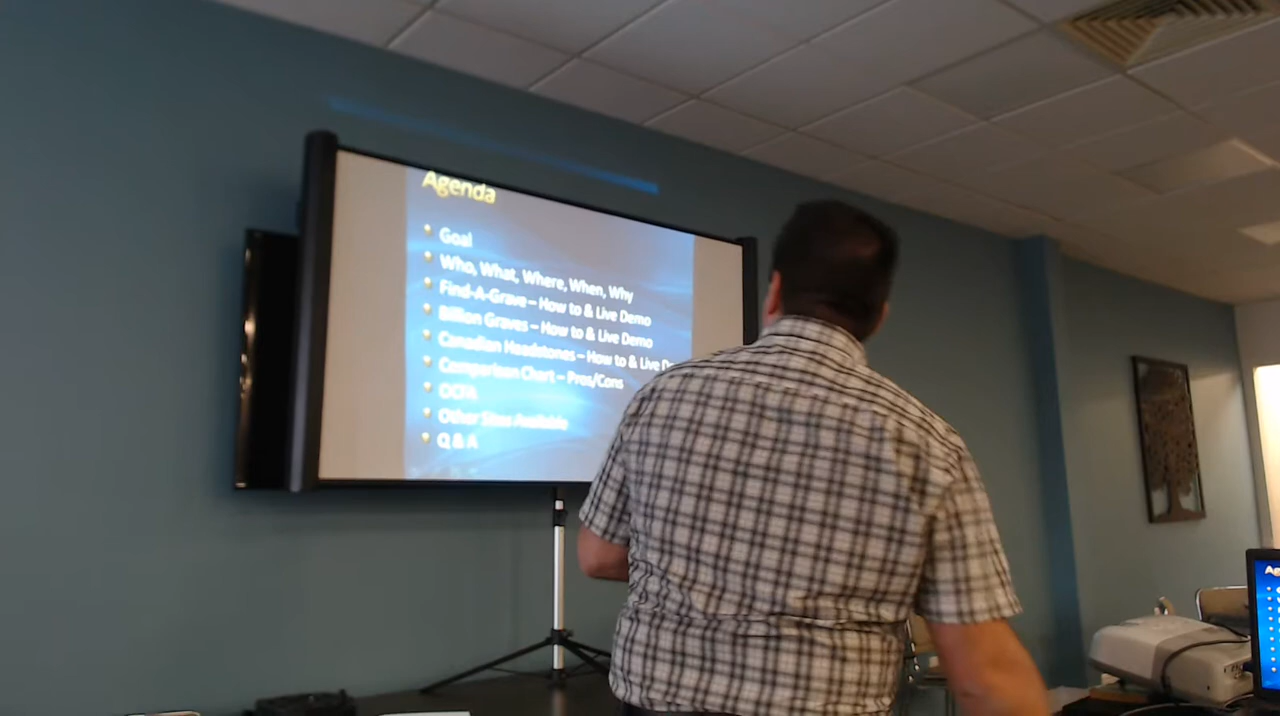 Agenda
Goal
Who, What, Where, When, Why
Find-A-Grave – How to & Live Demo
Billion Graves – How to & Live Demo
Canadian Headstones – How to & Live
Comparison Chart – Pros/Cons
Other Sites Available
Q & A
Ag